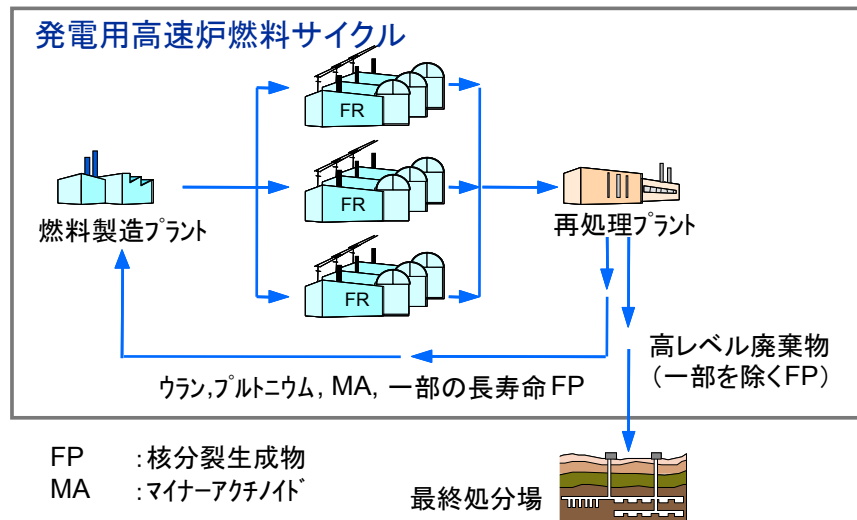 発電用高速炉燃料サイクル
FR
FR
FR
燃料製造プラント
再処理プラント
高レベル廃棄物
（一部を除くFP）
ウラン,プルトニウム, MA, 一部の長寿命FP
FP :核分裂生成物
MA :マイナーアクチノイド
最終処分場